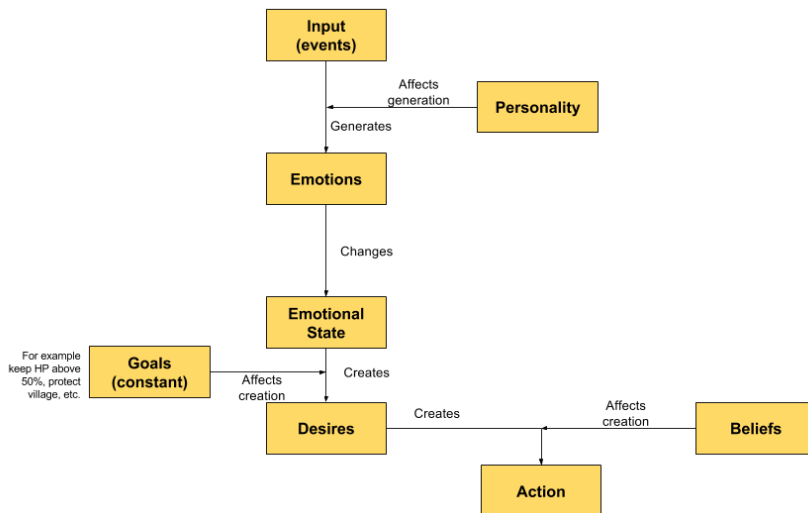 Input
(events)
Affects
generation
Personality
Generates
Emotions
Changes
Emotional
State
For example
keep HP above
50%, protect
village, etc.
Goals
(constant)
Affects
creation
Creates
Desires
Creates
Affects
creation
Beliefs
Action